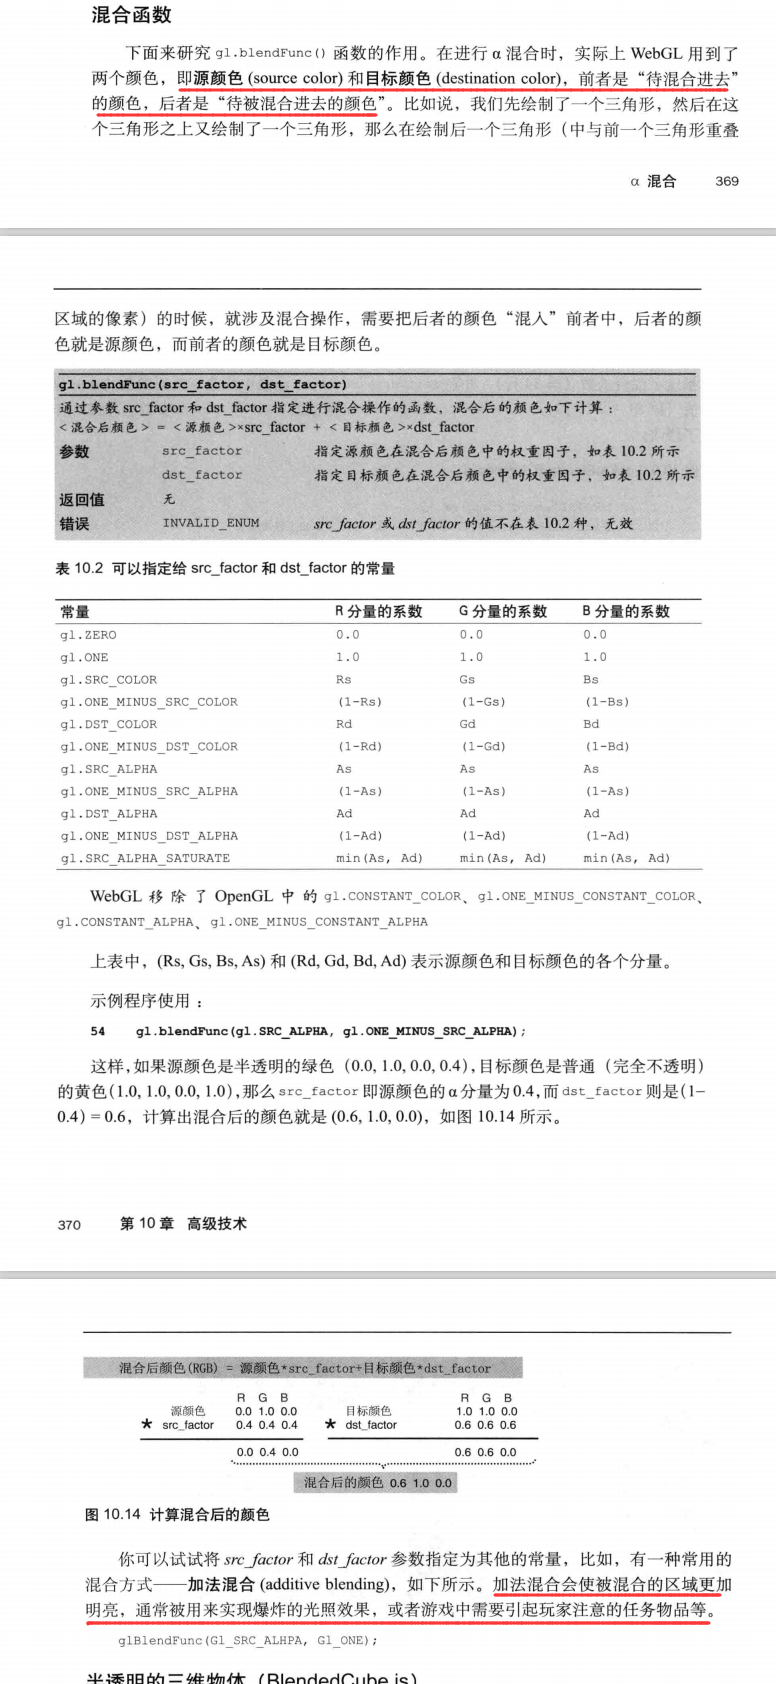 混合函数
下面来研究 gl.blendFunc() 函数的作用。在进行 α 混合时，实际上 WebGL 用到了
两个颜色，即源颜色 (source color) 和目标颜色 (destination color)，前者是“待混合进去”
的颜色，后者是“待被混合进去的颜色”。比如说，我们先绘制了一个三角形，然后在这
个三角形之上又绘制了一个三角形，那么在绘制后一个三角形（中与前一个三角形重叠
α 混合 369
区域的像素）的时候，就涉及混合操作，需要把后者的颜色“混入”前者中，后者的颜
色就是源颜色，而前者的颜色就是目标颜色。
gl.blendFunc(src_factor, dst_factor)
通过参数 src_factor 和 dst_factor 指定进行混合操作的函数，混合后的颜色如下计算：
<混合后颜色> = <源颜色>×src_factor + <目标颜色>×dst_factor
参数 src_factor 指定源颜色在混合后颜色中的权重因子，如表 10.2 所示
dst_factor 指定目标颜色在混合后颜色中的权重因子，如表 10.2 所示
返回值 无
错误 INVALID_ENUM src_factor 或 dst_factor 的值不在表 10.2 种，无效
表 10.2 可以指定给 src_factor 和 dst_factor 的常量
常量 R 分量的系数 G 分量的系数 B 分量的系数
gl.ZERO 0.0 0.0 0.0
gl.ONE 1.0 1.0 1.0
gl.SRC_COLOR Rs Gs Bs
gl.ONE_MINUS_SRC_COLOR (1-Rs) (1-Gs) (1-Bs)
gl.DST_COLOR Rd Gd Bd
gl.ONE_MINUS_DST_COLOR (1-Rd) (1-Gd) (1-Bd)
gl.SRC_ALPHA As As As
gl.ONE_MINUS_SRC_ALPHA (1-As) (1-As) (1-As)
gl.DST_ALPHA Ad Ad Ad
gl.ONE_MINUS_DST_ALPHA (1-Ad) (1-Ad) (1-Ad)
gl.SRC_ALPHA_SATURATE min(As, Ad) min(As, Ad) min(As, Ad)
WebGL 移除了 OpenGL 中的 gl.CONSTANT_COLOR、gl.ONE_MINUS_CONSTANT_COLOR、
gl.CONSTANT_ALPHA、gl.ONE_MINUS_CONSTANT_ALPHA
上表中，(Rs, Gs, Bs, As) 和 (Rd, Gd, Bd, Ad) 表示源颜色和目标颜色的各个分量。
示例程序使用：
54 gl.blendFunc(gl.SRC_ALPHA, gl.ONE_MINUS_SRC_ALPHA);
这样，如果源颜色是半透明的绿色 (0.0, 1.0, 0.0, 0.4)，目标颜色是普通（完全不透明）
的黄色(1.0, 1.0, 0.0, 1.0)，那么 src_factor 即源颜色的 α 分量为 0.4，而 dst_factor 则是(1–
0.4) = 0.6，计算出混合后的颜色就是 (0.6, 1.0, 0.0)，如图 10.14 所示。
370 第 10 章 高级技术
混合后颜色(RGB) = 源颜色*src_factor+目标颜色*dst_factor
R G B R G B
源颜色 0.0 1.0 0.0 目标颜色 1.0 1.0 0.0
* src_factor 0.4 0.4 0.4 * dst_factor 0.6 0.6 0.6
0.0 0.4 0.0 0.6 0.6 0.0
混合后的颜色 0.6 1.0 0.0
图 10.14 计算混合后的颜色
你可以试试将 src_factor 和 dst_factor 参数指定为其他的常量，比如，有一种常用的
混合方式——加法混合 (additive blending)，如下所示。加法混合会使被混合的区域更加
明亮，通常被用来实现爆炸的光照效果，或者游戏中需要引起玩家注意的任务物品等。
glBlendFunc(Gl_SRC_ALHPA, Gl_ONE);
半透明的三维物体（BlendedCube.js）